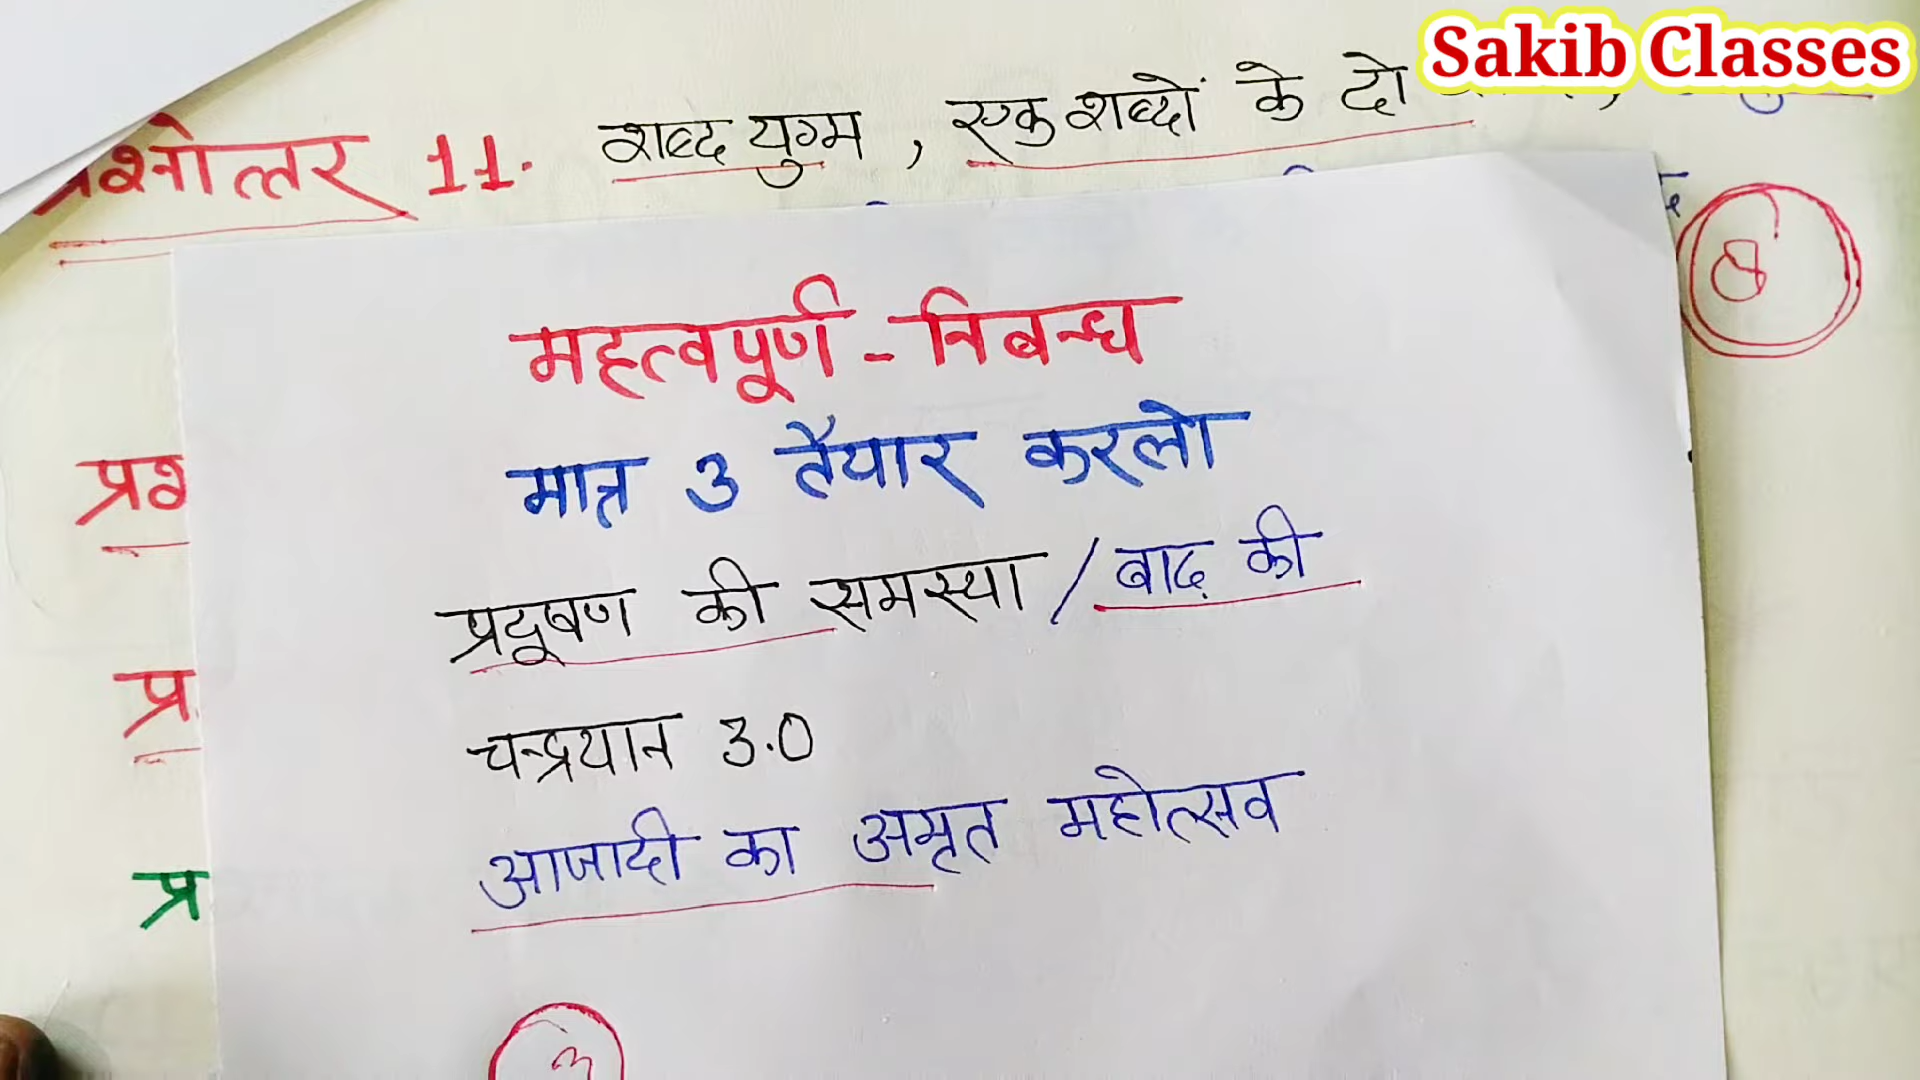 Sakib Classes
प्रश्नोत्तर 11. शब्द युग्म, एक शब्दों के दो
महत्वपूर्ण - निबन्ध
मात्र 3 तैयार करलो
प्रदूषण की समस्या / बाढ़ की
चन्द्रयान 3.0
आजादी का अमृत महोत्सव
3